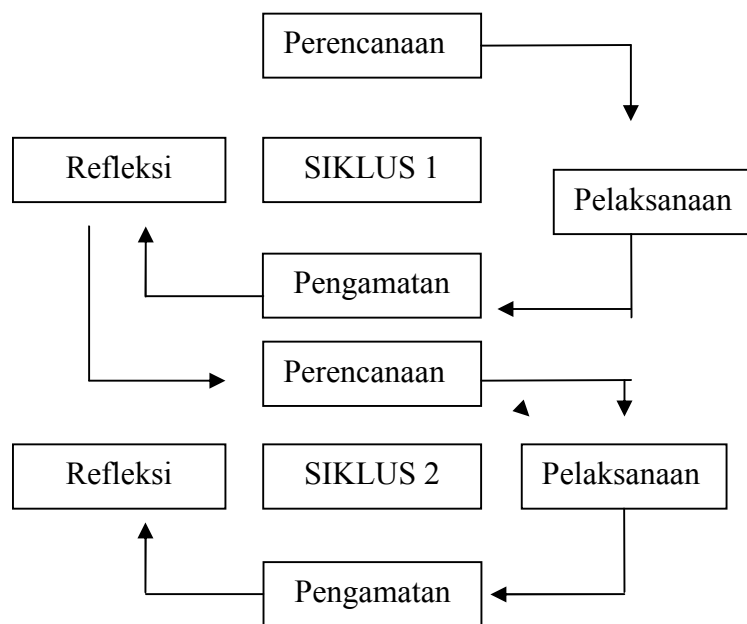 Perencanaan
Refleksi
SIKLUS 1
Pelaksanaan
Pengamatan
Perencanaan
Refleksi
SIKLUS 2
Pelaksanaan
Pengamatan